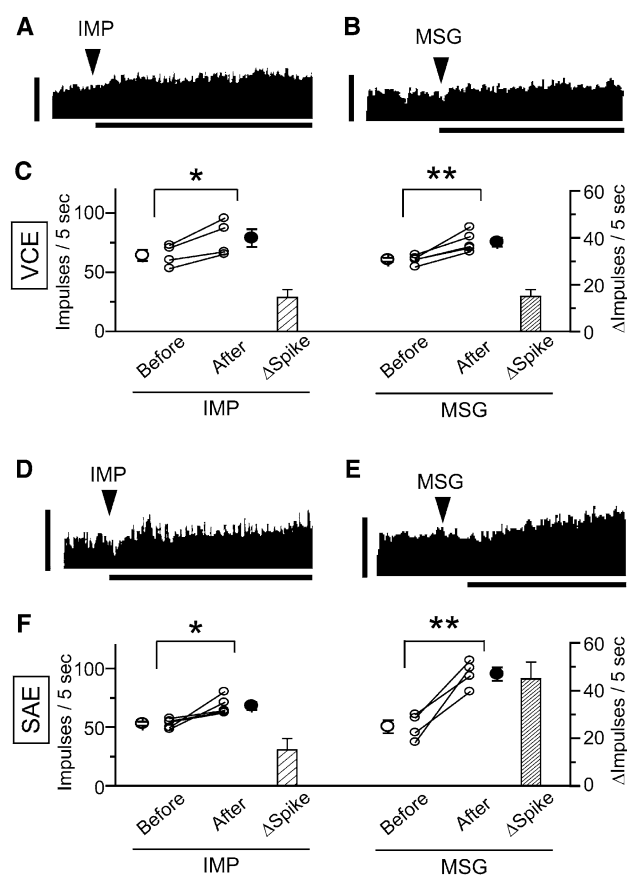 A
IMP
B
MSG
C
VCE
Impulses / 5 sec
100
50
0
*
**
60
40
20
0
ΔImpulses / 5 sec
Before
After
ΔSpike
Before
After
ΔSpike
IMP
MSG
D
IMP
E
MSG
F
SAE
Impulses / 5 sec
100
50
0
*
**
60
40
20
0
ΔImpulses / 5 sec
Before
After
ΔSpike
Before
After
ΔSpike
IMP
MSG